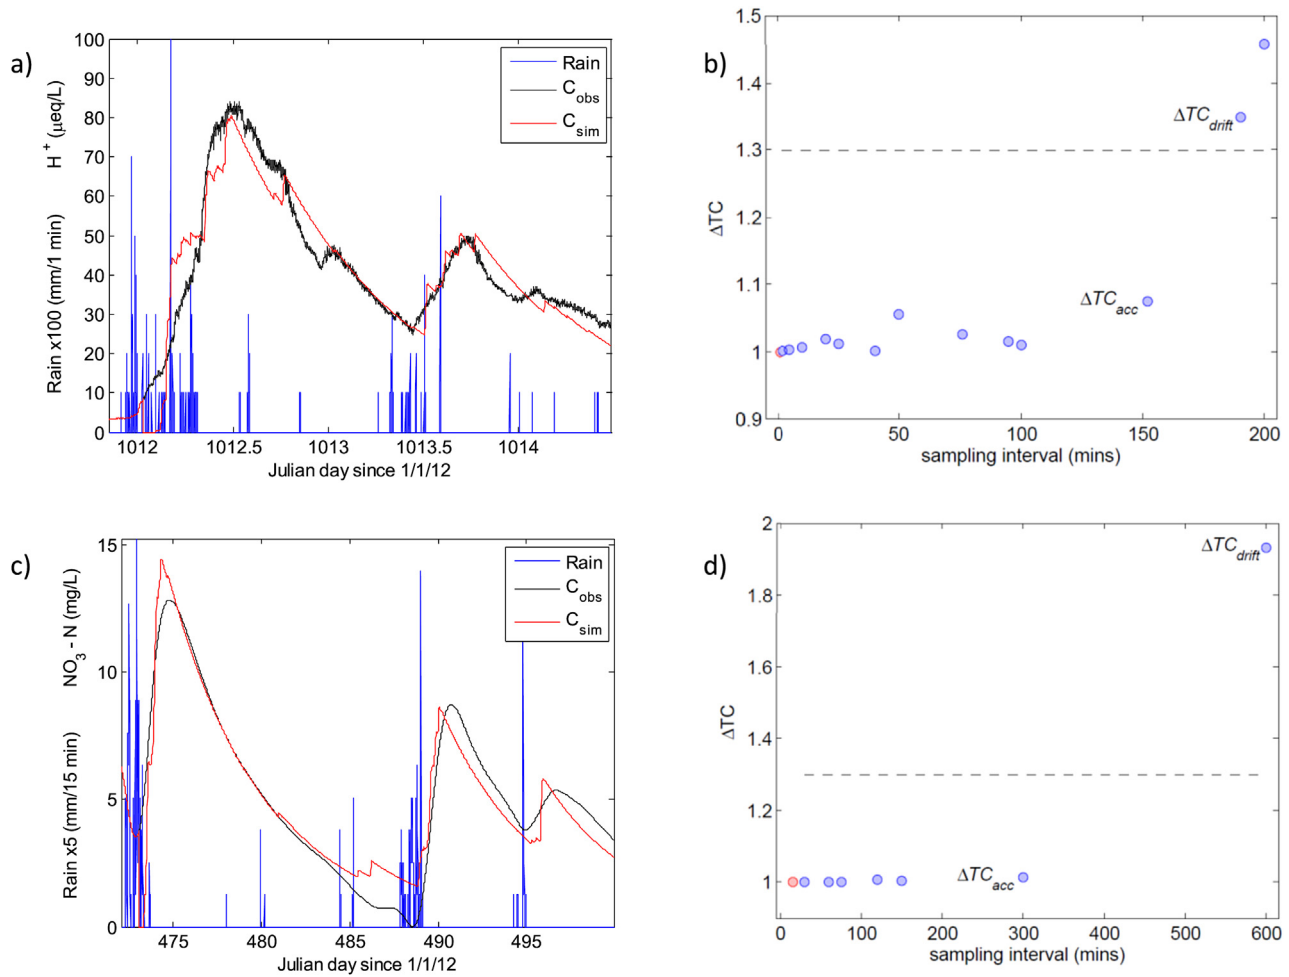 a)
100
90
80
70
60
50
40
30
20
10
0
H⁺ (μeq/L)
Rain x100 (mm/1 min)
Rain
C_obs
C_sim
1012
1012.5
1013
1013.5
1014
Julian day since 1/1/12
b)
1.5
1.4
1.3
1.2
1.1
1
0.9
ΔTC
ΔTC_drift
ΔTC_acc
0
50
100
150
200
sampling interval (mins)
c)
15
10
5
0
NO₃ - N (mg/L)
Rain x5 (mm/15 min)
Rain
C_obs
C_sim
475
480
485
490
495
Julian day since 1/1/12
d)
2
1.8
1.6
1.4
1.2
1
ΔTC
ΔTC_drift
ΔTC_acc
0
100
200
300
400
500
600
sampling interval (mins)